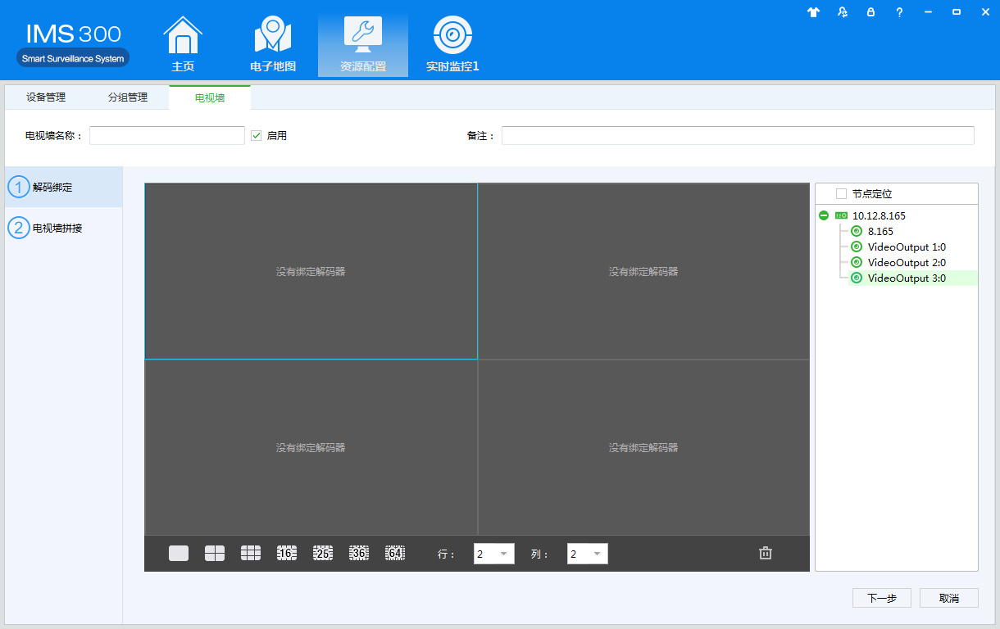 IMS 300
Smart Surveillance System
主页
电子地图
资源配置
实时监控1
设备管理
分组管理
电视墙
电视墙名称：
启用
备注：
1 解码绑定
2 电视墙拼接
没有绑定解码器
没有绑定解码器
没有绑定解码器
没有绑定解码器
16
25
36
64
行： 2
列： 2
节点定位
10.12.8.165
8.165
VideoOutput 1:0
VideoOutput 2:0
VideoOutput 3:0
下一步
取消